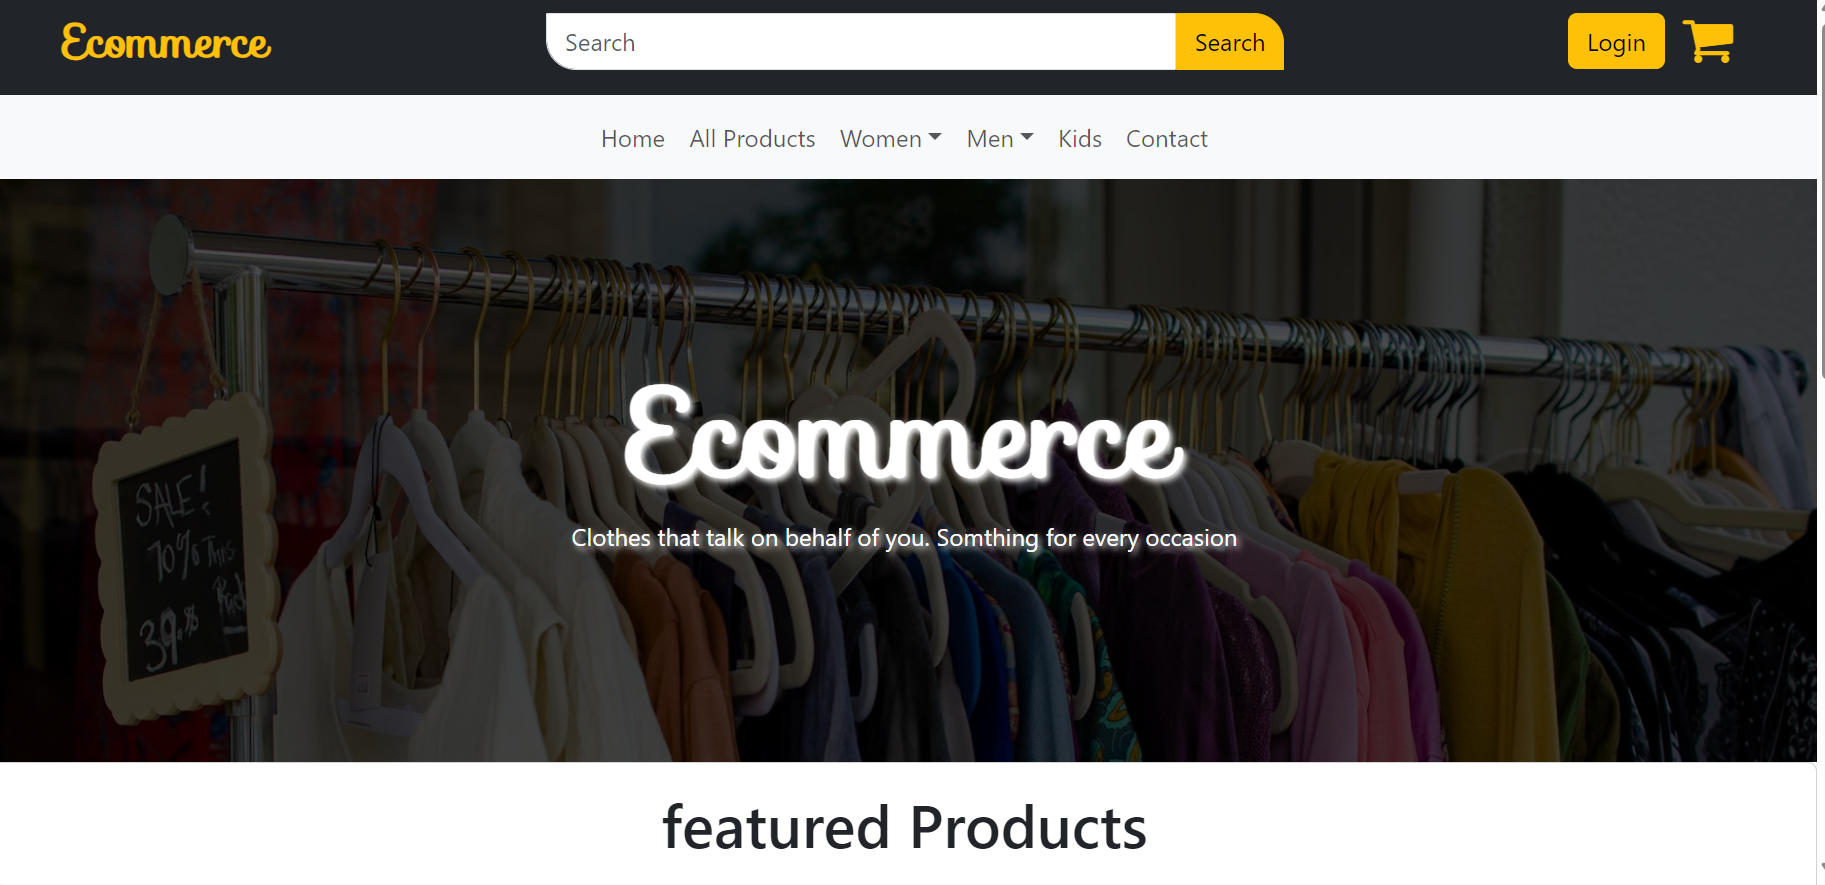 Ecommerce
Search
Search
Login
Home
All Products
Women
Men
Kids
Contact
Ecommerce
Clothes that talk on behalf of you. Somthing for every occasion
SALE!
70% This
Rack
39.%
featured Products